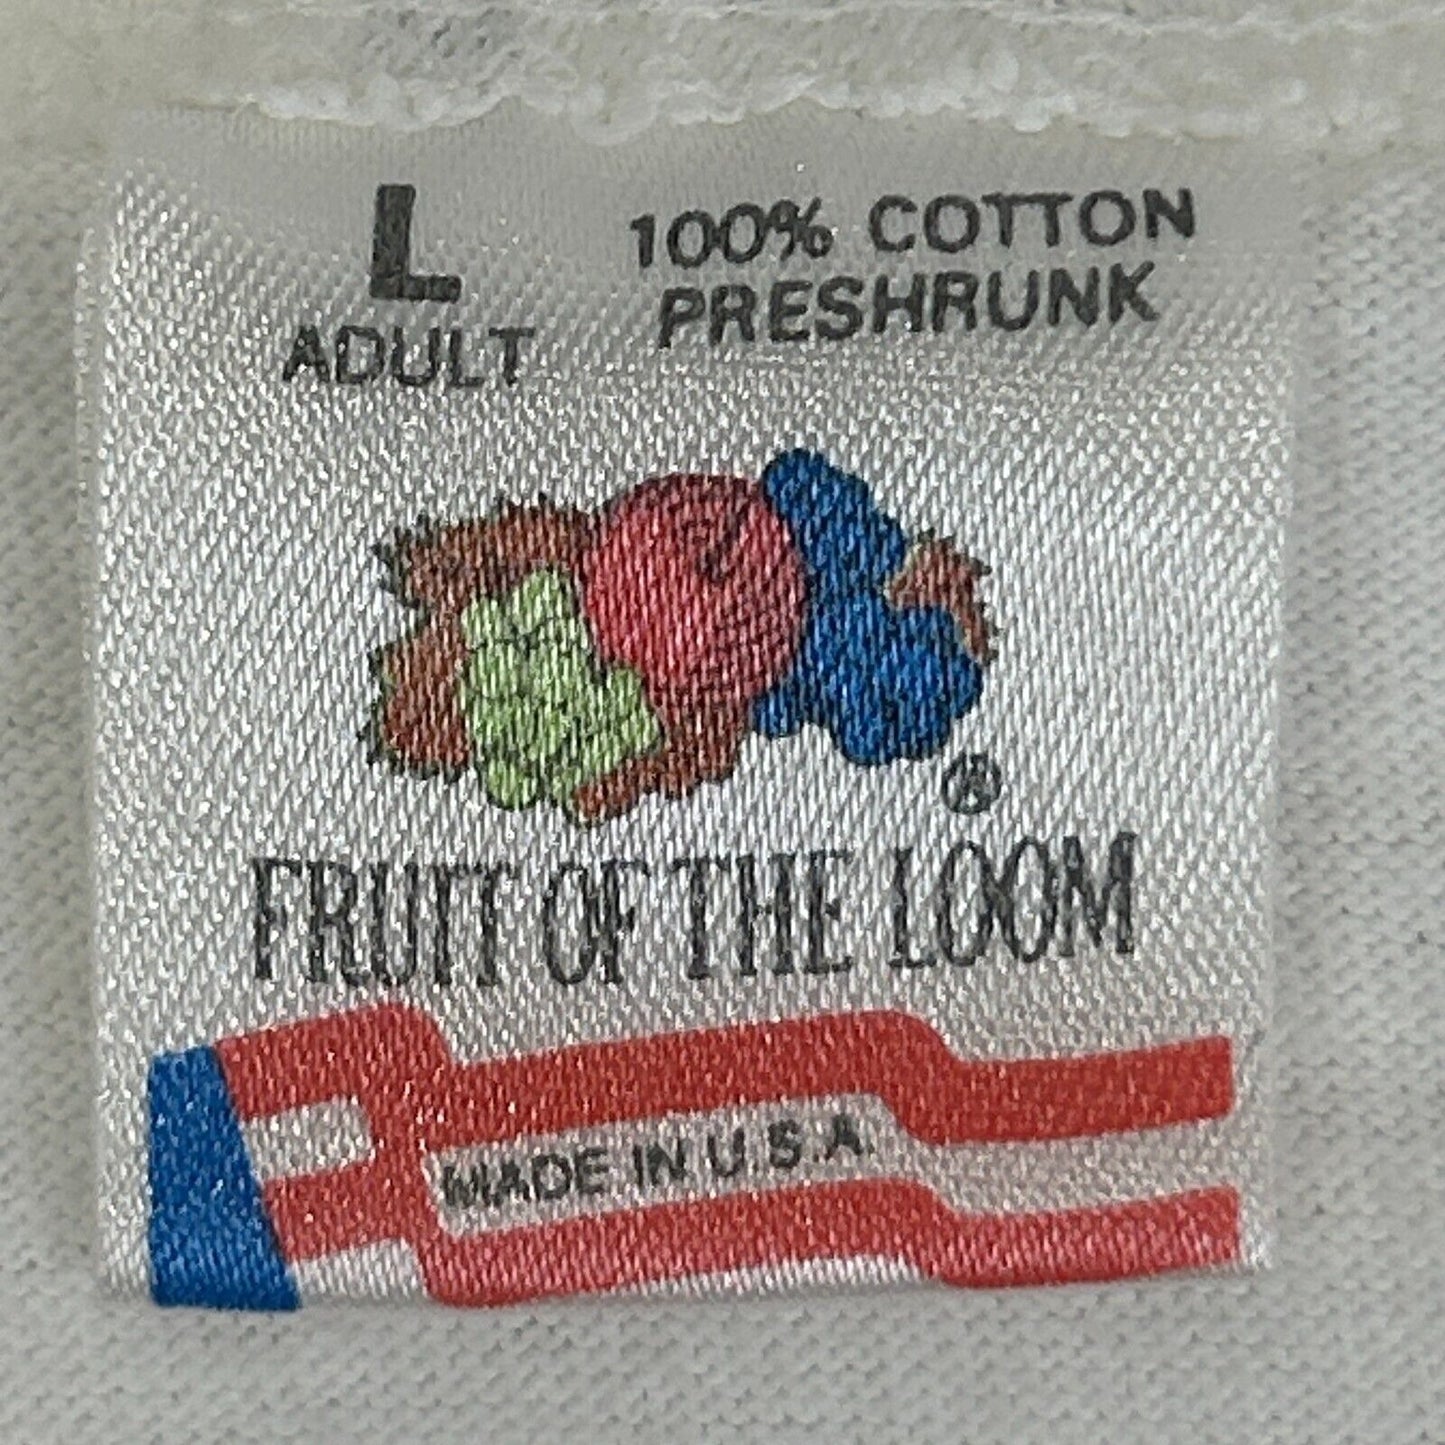 L
ADULT
100% COTTON
PRESHRUNK
®
FRUIT OF THE LOOM
MADE IN U.S.A.